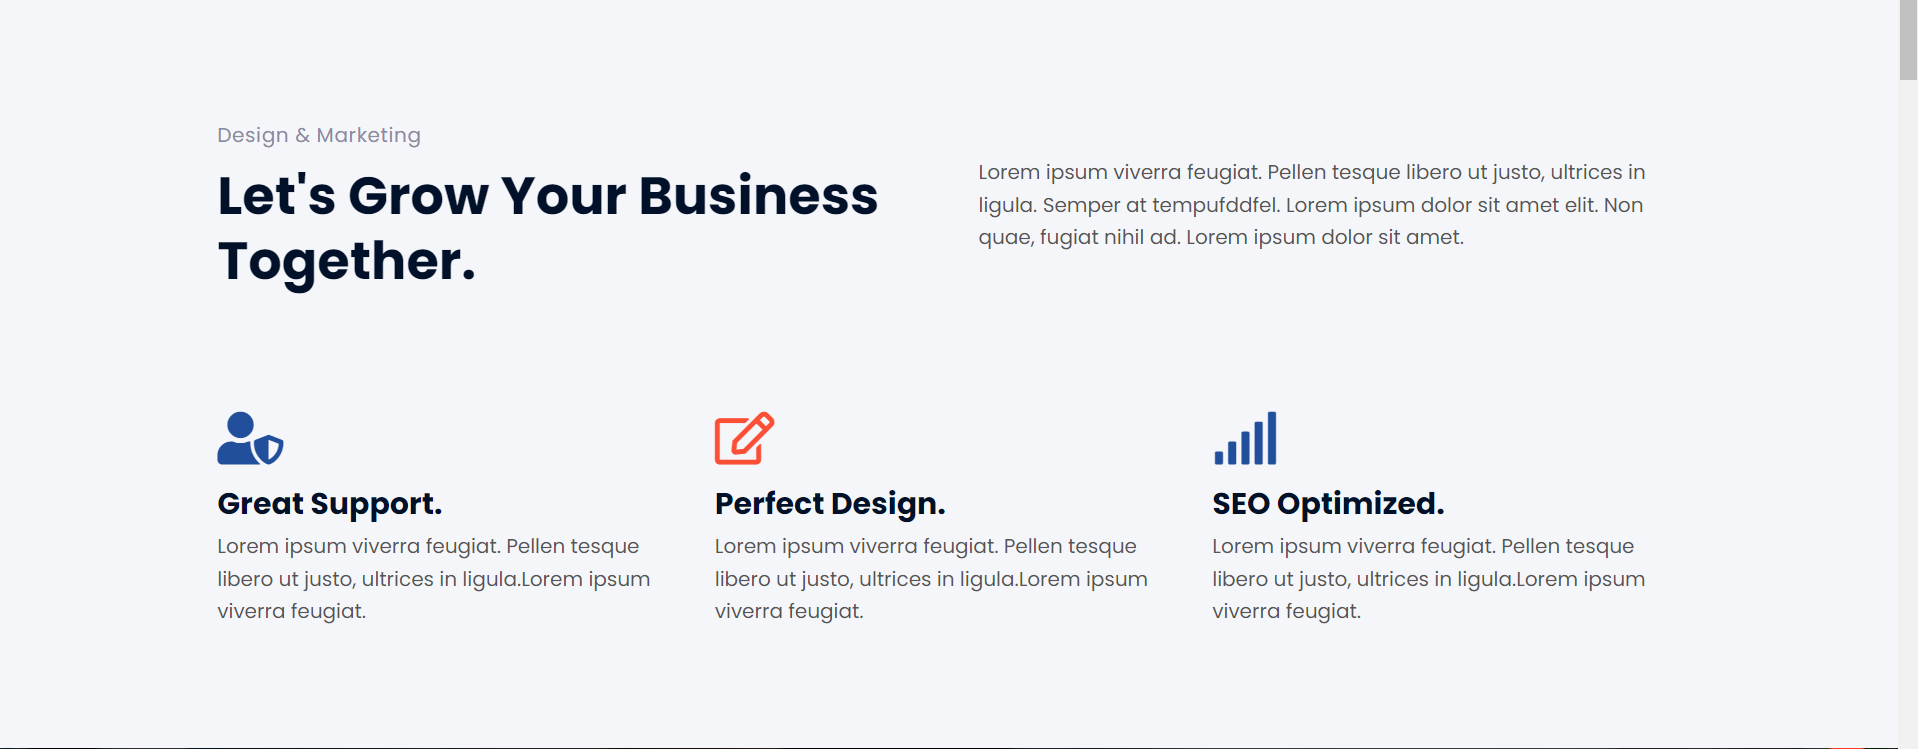 Design & Marketing
Let's Grow Your Business
Together.
Lorem ipsum viverra feugiat. Pellen tesque libero ut justo, ultrices in
ligula. Semper at tempufddfel. Lorem ipsum dolor sit amet elit. Non
quae, fugiat nihil ad. Lorem ipsum dolor sit amet.
Great Support.
Lorem ipsum viverra feugiat. Pellen tesque
libero ut justo, ultrices in ligula.Lorem ipsum
viverra feugiat.
Perfect Design.
Lorem ipsum viverra feugiat. Pellen tesque
libero ut justo, ultrices in ligula.Lorem ipsum
viverra feugiat.
SEO Optimized.
Lorem ipsum viverra feugiat. Pellen tesque
libero ut justo, ultrices in ligula.Lorem ipsum
viverra feugiat.